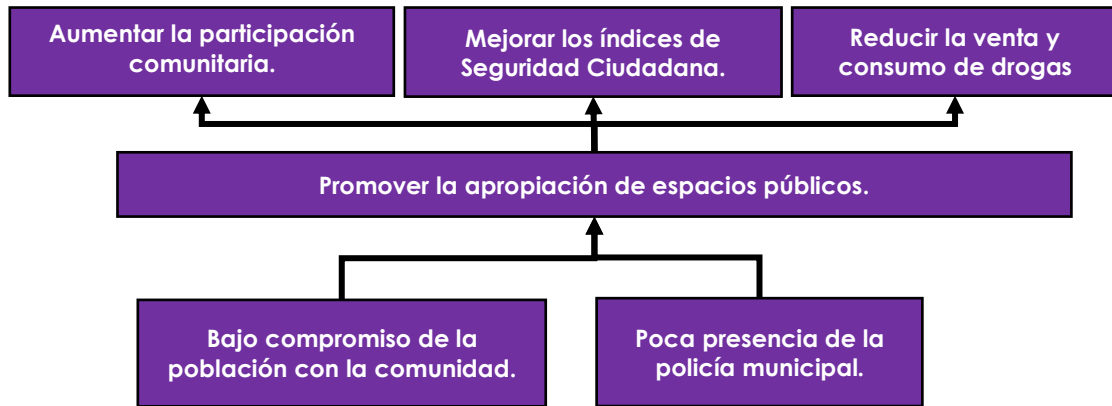 Aumentar la participación
comunitaria.
Mejorar los índices de
Seguridad Ciudadana.
Reducir la venta y
consumo de drogas
Promover la apropiación de espacios públicos.
Bajo compromiso de la
población con la comunidad.
Poca presencia de la
policía municipal.